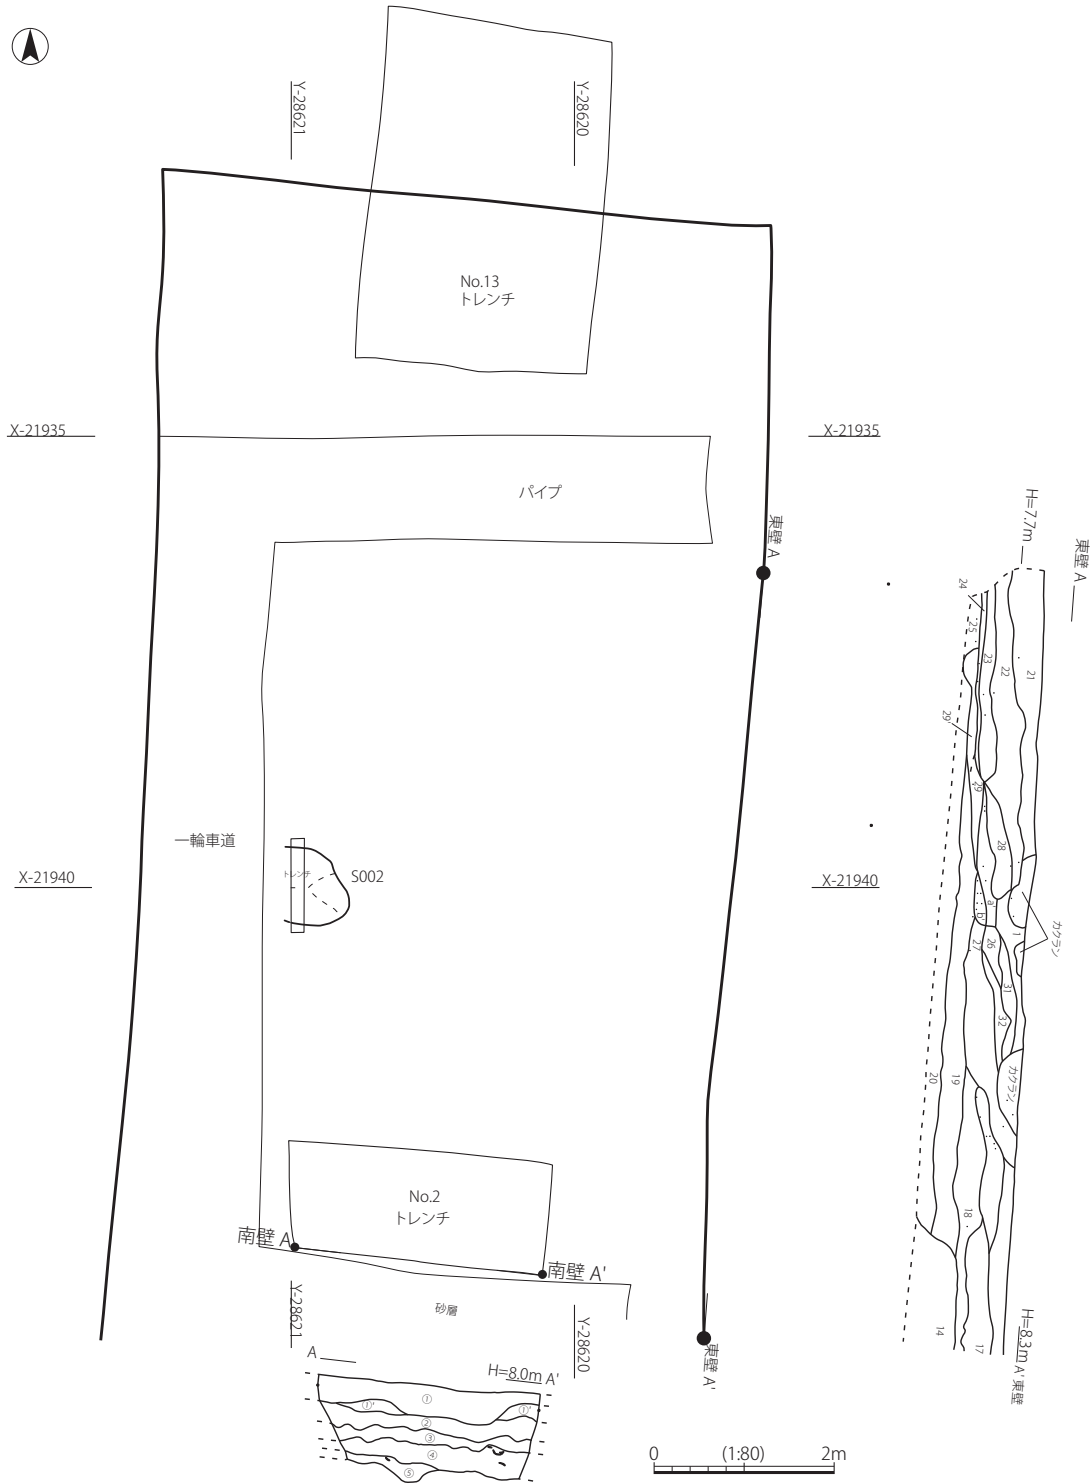 Y-28621
Y-28620
No.13
トレンチ
X-21935
X-21935
パイプ
東壁 A
H=7.7m
東壁 A
24
25
23
22
21
29'
29
28
一輪車道
トレンチ
S002
X-21940
X-21940
a'
b'
1
カクラン
27
26
31
32
カクラン
20
19
18
No.2
トレンチ
南壁 A
南壁 A'
砂層
Y-28621
Y-28620
東壁 A'
14
17
H=8.3m A' 東壁
A
H=8.0m A'
①
①'
①'
②
③
④
⑤
0
(1:80)
2m